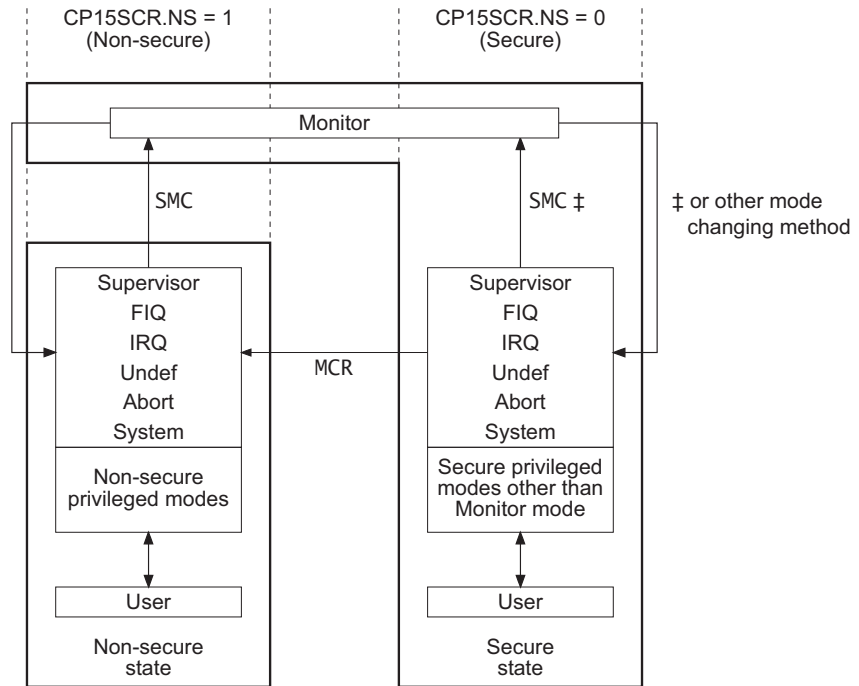 CP15SCR.NS = 1
(Non-secure)
CP15SCR.NS = 0
(Secure)
Monitor
SMC
SMC ‡
‡ or other mode
changing method
Supervisor
FIQ
IRQ
Undef
Abort
System
Non-secure
privileged modes
MCR
Supervisor
FIQ
IRQ
Undef
Abort
System
Secure privileged
modes other than
Monitor mode
User
User
Non-secure
state
Secure
state